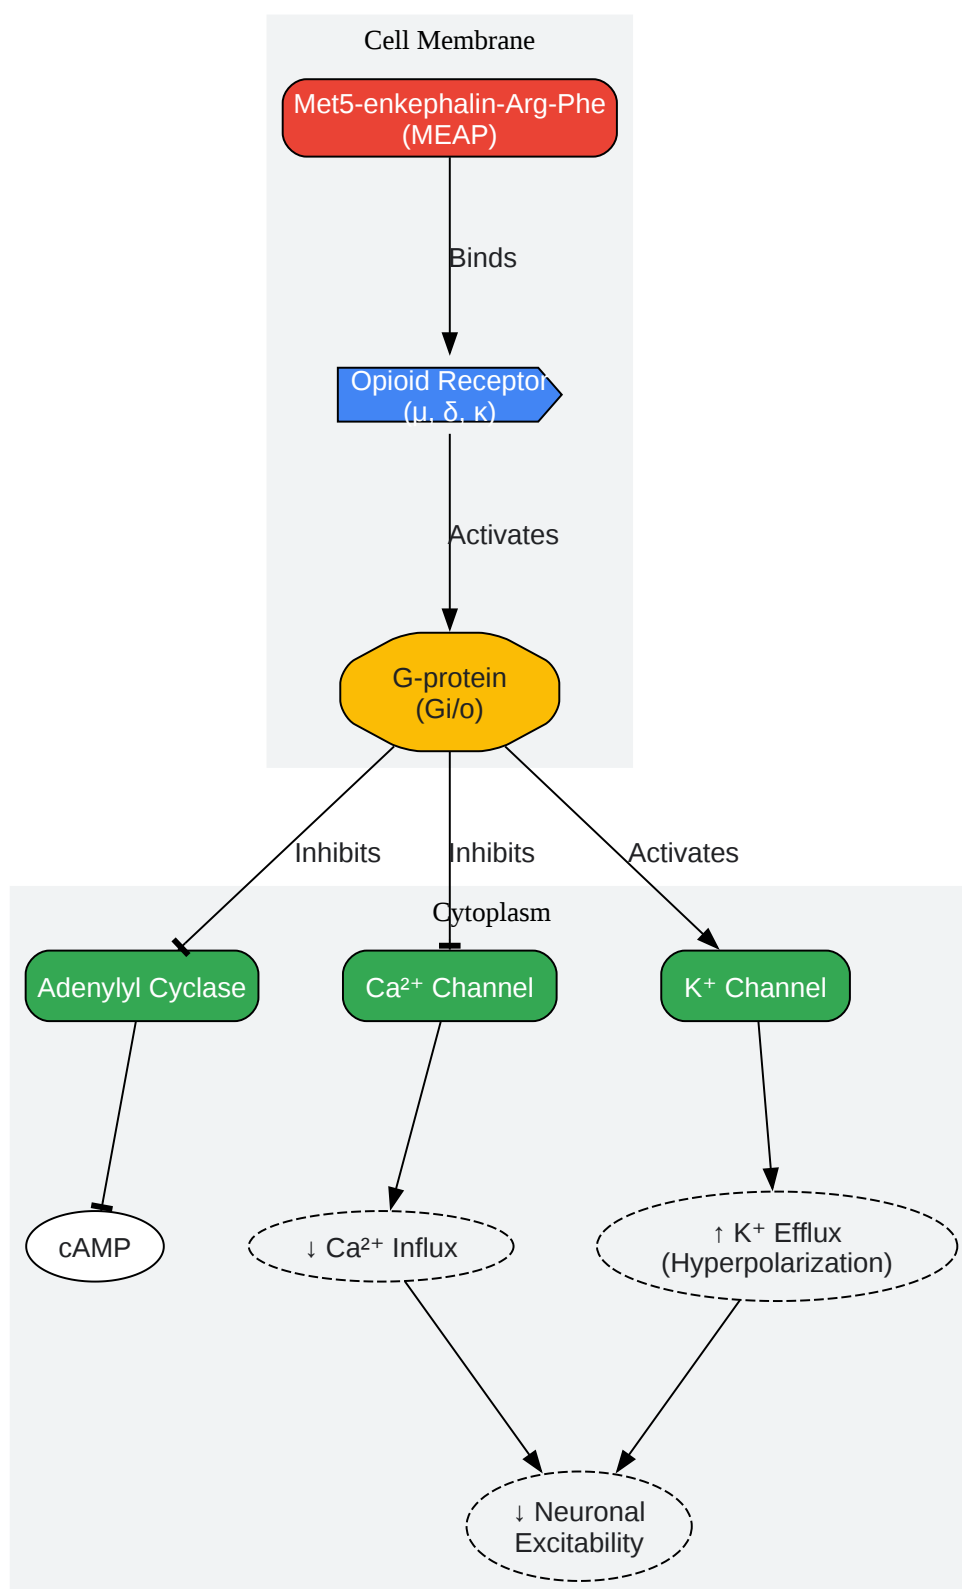 Cell Membrane
Met5-enkephalin-Arg-Phe
(MEAP)
Binds
Opioid Receptor
(μ, δ, κ)
Activates
G-protein
(Gi/o)
Inhibits
Inhibits
Activates
Cytoplasm
Adenylyl Cyclase
Ca²⁺ Channel
K⁺ Channel
cAMP
↓ Ca²⁺ Influx
↑ K⁺ Efflux
(Hyperpolarization)
↓ Neuronal
Excitability